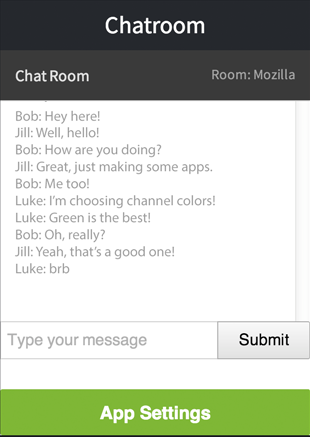 Chatroom
Chat Room Room: Mozilla
Bob: Hey here!
Jill: Well, hello!
Bob: How are you doing?
Jill: Great, just making some apps.
Bob: Me too!
Luke: I'm choosing channel colors!
Luke: Green is the best!
Bob: Oh, really?
Jill: Yeah, that's a good one!
Luke: brb
Type your message Submit
App Settings